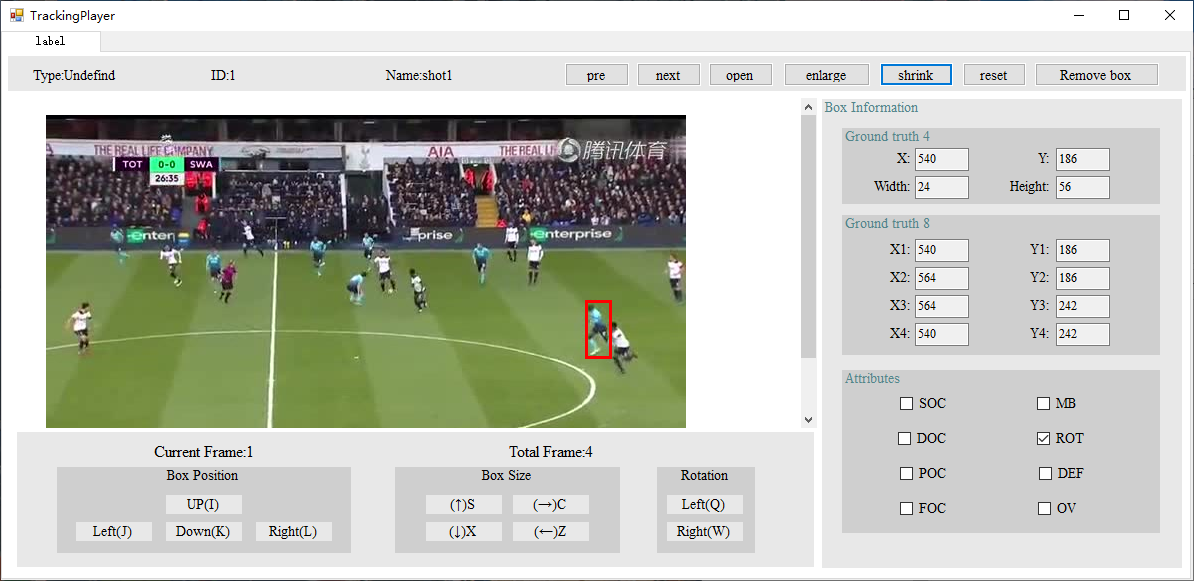 TrackingPlayer
label
Type:Undefind ID:1 Name:shot1 pre next open enlarge shrink reset Remove box
THE REAL LIFE COMPANY AIA THE REAL LI
腾讯体育
TOT 0-0 SWA
26:35
enter prise enterprise
Current Frame:1 Total Frame:4
Box Position Box Size Rotation
UP(I) (↑)S (→)C Left(Q)
Left(J) Down(K) Right(L) (↓)X (←)Z Right(W)
Box Information
Ground truth 4
X: 540 Y: 186
Width: 24 Height: 56
Ground truth 8
X1: 540 Y1: 186
X2: 564 Y2: 186
X3: 564 Y3: 242
X4: 540 Y4: 242
Attributes
SOC MB
DOC ROT
POC DEF
FOC OV